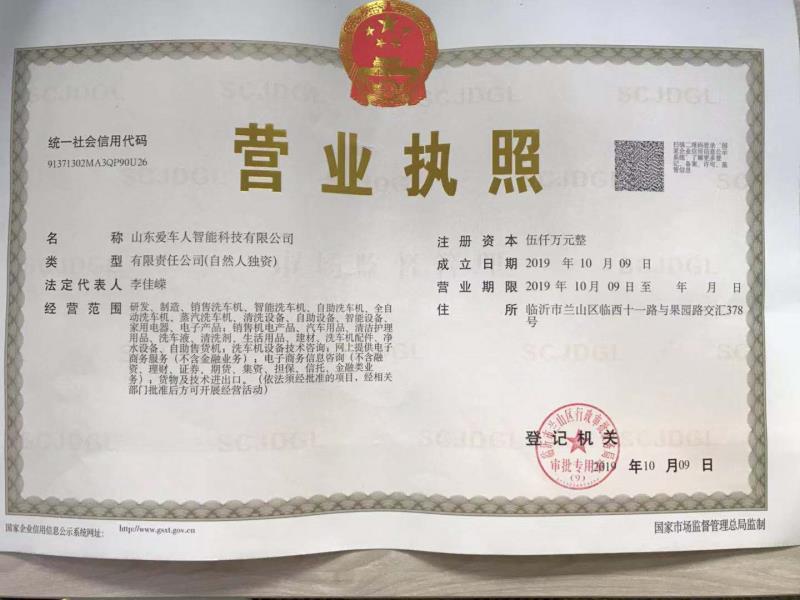 统一社会信用代码
91371302MA3QP90U26
营业执照
扫描二维码登录“国
家企业信用信息公示
系统”了解更多登
记、备案、许可、监
管信息
名称 山东爱车人智能科技有限公司
类型 有限责任公司(自然人独资)
法定代表人 李佳嵘
经营范围 研发、制造、销售洗车机、智能洗车机、自助洗车机、全自
动洗车机、蒸汽洗车机、清洗设备、自助设备、智能设备、
家用电器、电子产品；销售机电产品、汽车用品、清洁护理
用品、洗车液、清洗剂、生活用品、建材、洗车机配件、净
水设备、自助售货机；洗车机设备技术咨询；网上提供电子
商务服务（不含金融业务）；电子商务信息咨询（不含融
资、理财、证券、期货、集资、担保、信托、金融类业
务）；货物及技术进出口。（依法须经批准的项目，经相关
部门批准后方可开展经营活动）
注册资本 伍仟万元整
成立日期 2019 年 10 月 09 日
营业期限 2019 年 10 月 09 日至 年 月 日
住所 临沂市兰山区临西十一路与果园路交汇378
号
登记机关
临沂市兰山区行政审批服务局
审批专用章
(9)
2019 年 10 月 09 日
国家企业信用信息公示系统网址：
http://www.gsxt.gov.cn
国家市场监督管理总局监制
SCJDGL
SCJDGL
SCJDGL
SCJDGL